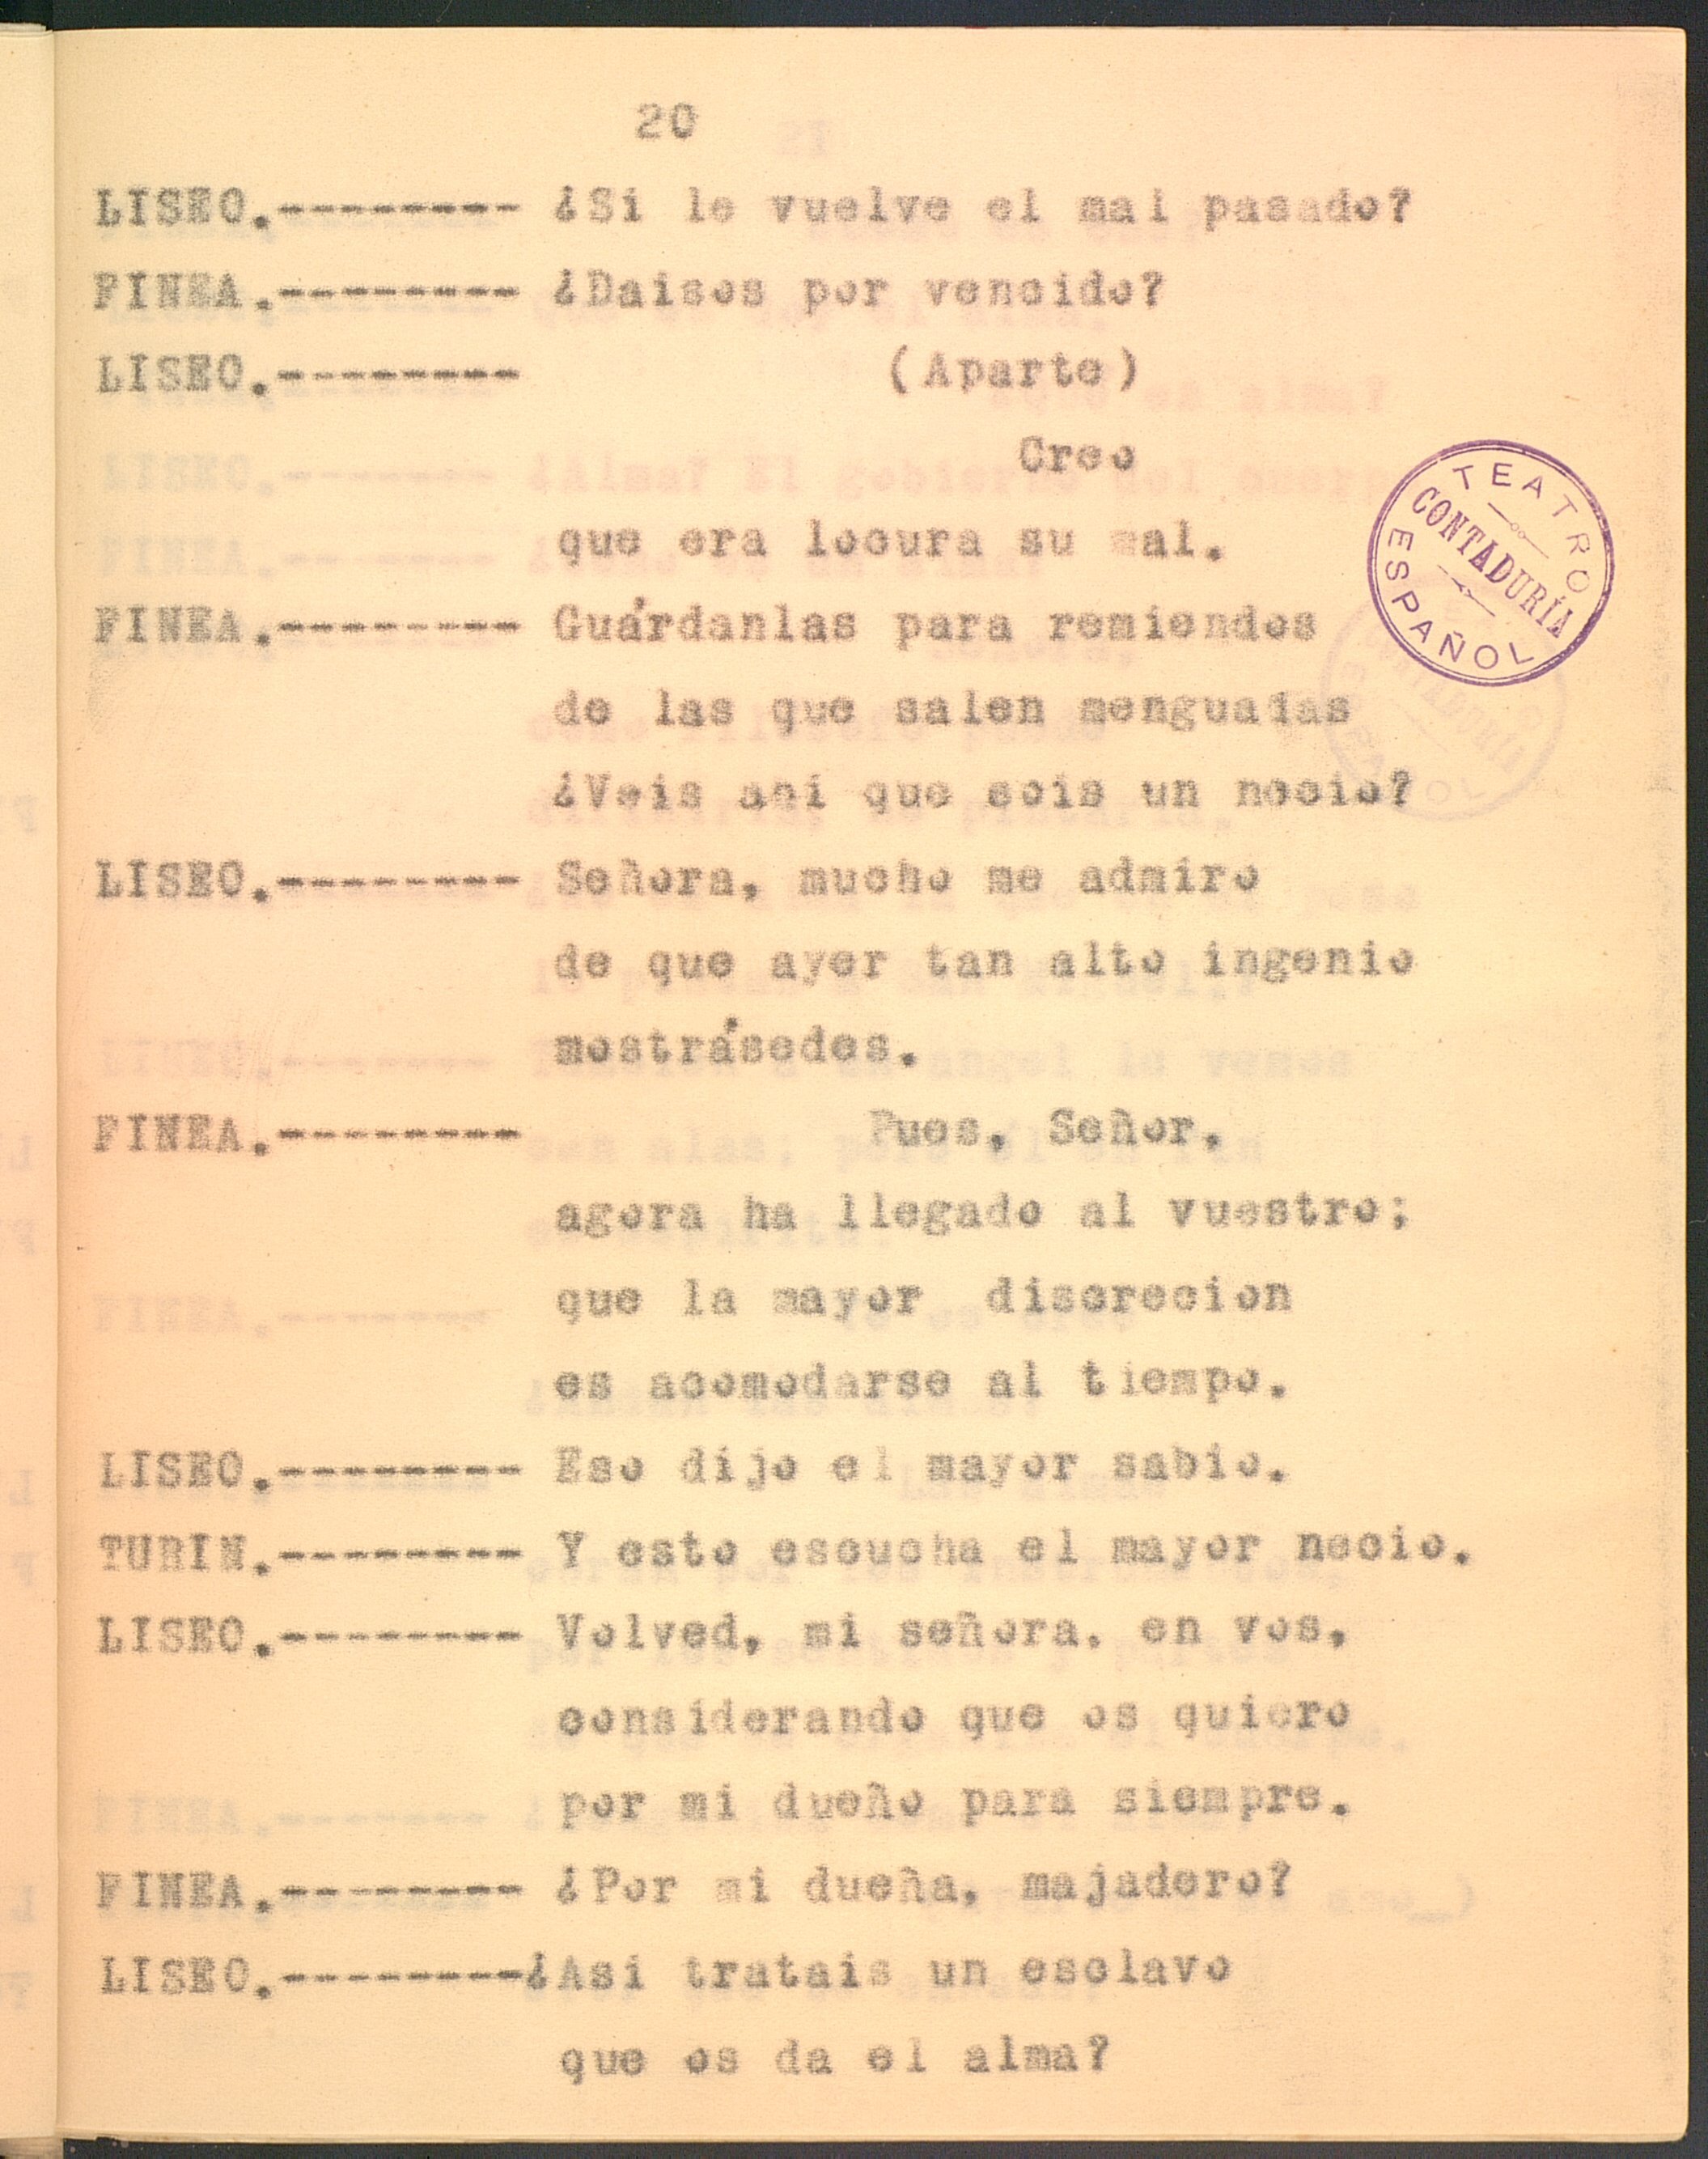 20
LISEO.-------- ¿Si le vuelve el mal pasado?
FINEA.-------- ¿Daisos por vencido?
LISEO.-------- (Aparte)
Creo
que era locura su mal.
FINEA.-------- Guárdanlas para remiendos
de las que salen menguadas
¿Veis aquí que sois un necio?
LISEO.-------- Señora, mucho me admiro
de que ayer tan alto ingenio
mostrásedes.
FINEA.-------- Pues, Señor,
agora ha llegado al vuestro;
que la mayor discrecion
es acomodarse al tiempo.
LISEO.-------- Eso dijo el mayor sabio.
TURIN.-------- Y esto escucha el mayor necio.
LISEO.-------- Volved, mi señora, en vos,
considerando que os quiero
por mi dueño para siempre.
FINEA.-------- ¿Por mi dueña, majadero?
LISEO.--------¿Asi tratais un esclavo
que os da el alma?
TEATRO ESPAÑOL
CONTADURÍA